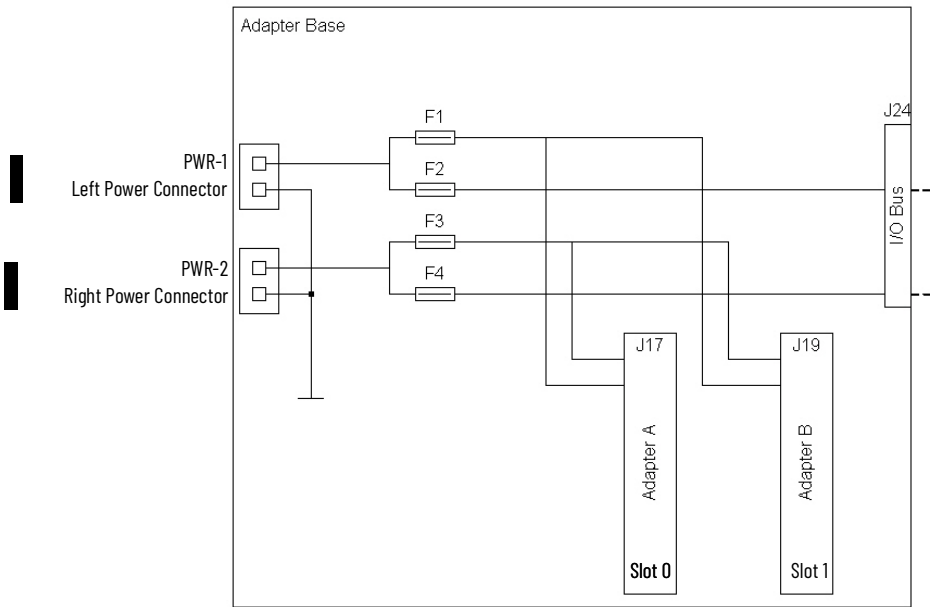 Adapter Base
J24
F1
PWR-1
F2
Left Power Connector
I/O Bus
F3
PWR-2
F4
Right Power Connector
J17
J19
Adapter A
Adapter B
Slot 0
Slot 1